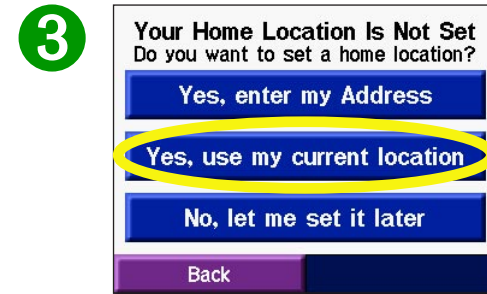 3
Your Home Location Is Not Set
Do you want to set a home location?
Yes, enter my Address
Yes, use my current location
No, let me set it later
Back